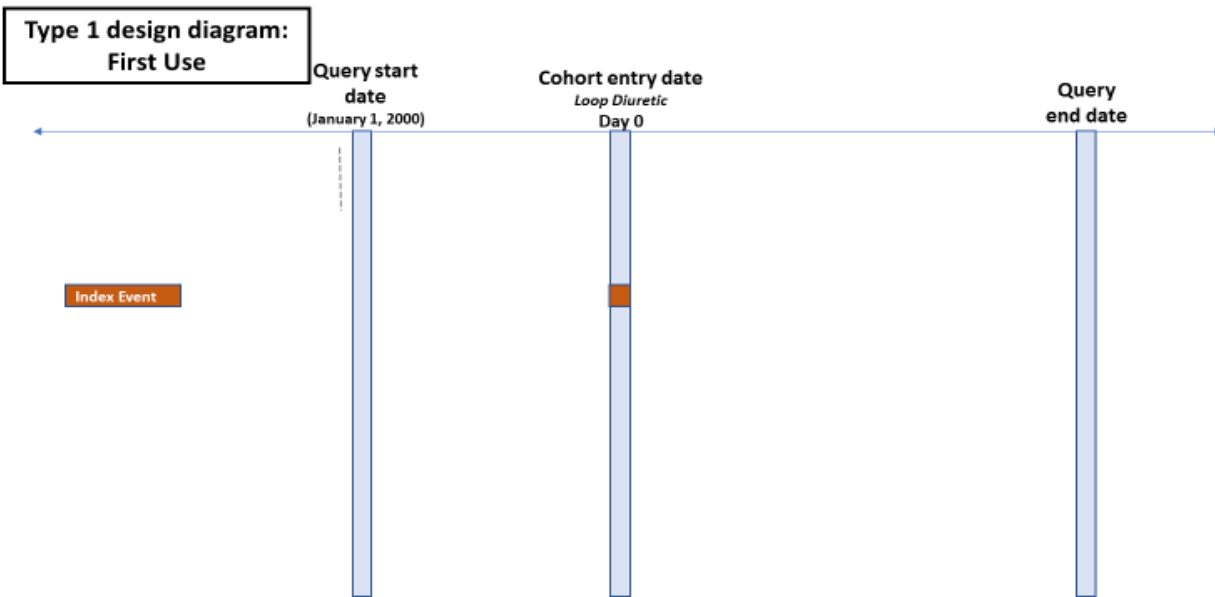 Type 1 design diagram:
First Use
Query start
date
(January 1, 2000)
Cohort entry date
Loop Diuretic
Day 0
Query
end date
Index Event